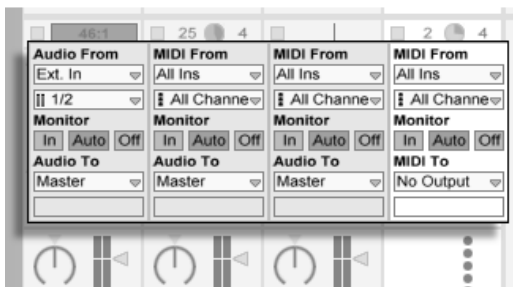 46:1 25 4 2 4
Audio From MIDI From MIDI From MIDI From
Ext. In All Ins All Ins All Ins
1/2 All Channe All Channe All Channe
Monitor Monitor Monitor Monitor
In Auto Off In Auto Off In Auto Off In Auto Off
Audio To Audio To Audio To MIDI To
Master Master Master No Output